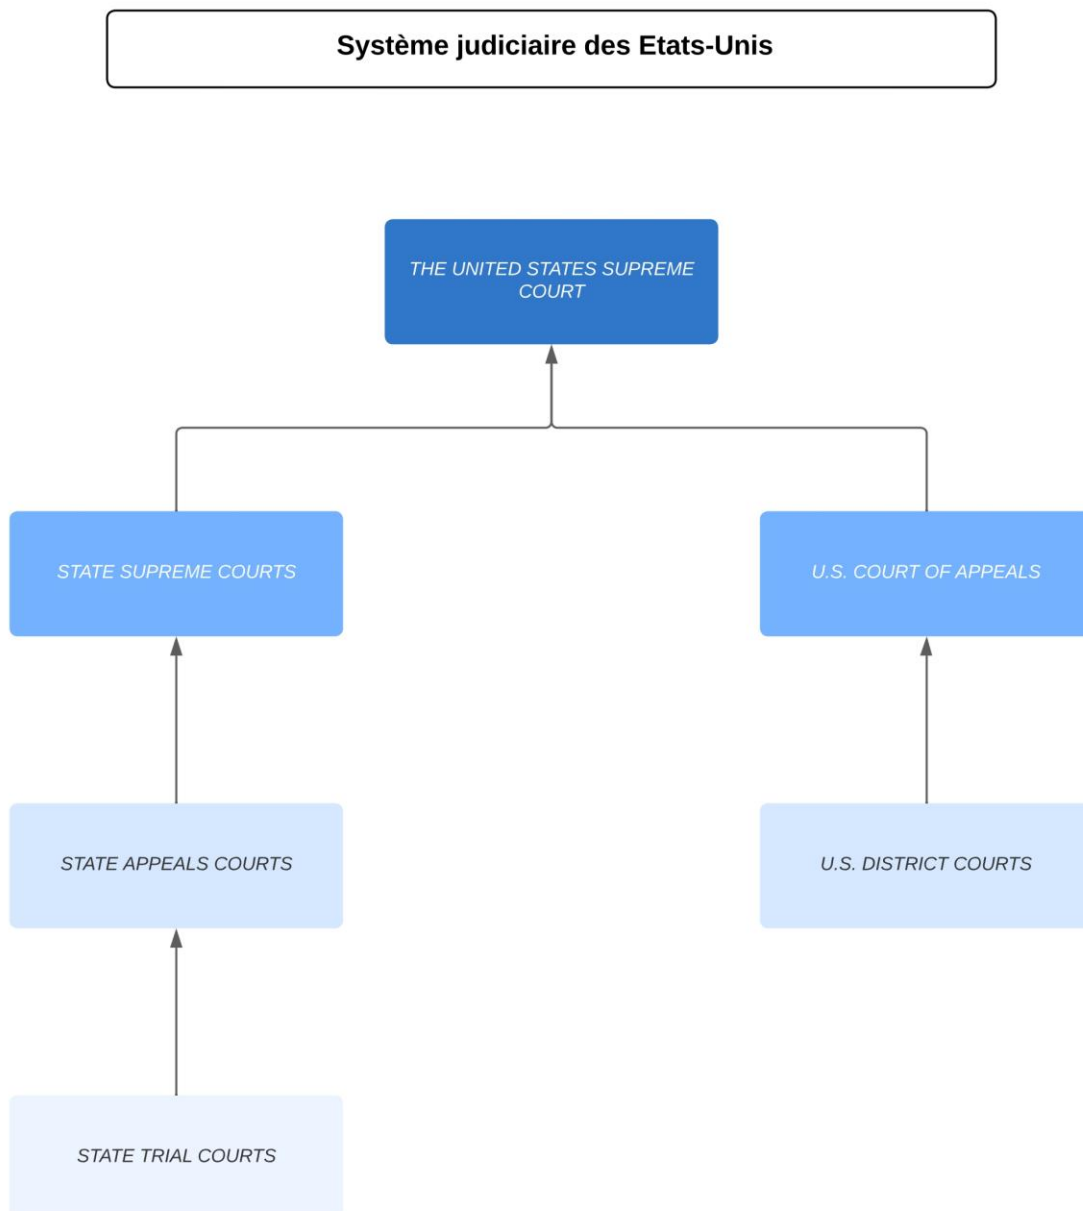 Système judiciaire des Etats-Unis
THE UNITED STATES SUPREME
COURT
STATE SUPREME COURTS
U.S. COURT OF APPEALS
STATE APPEALS COURTS
U.S. DISTRICT COURTS
STATE TRIAL COURTS